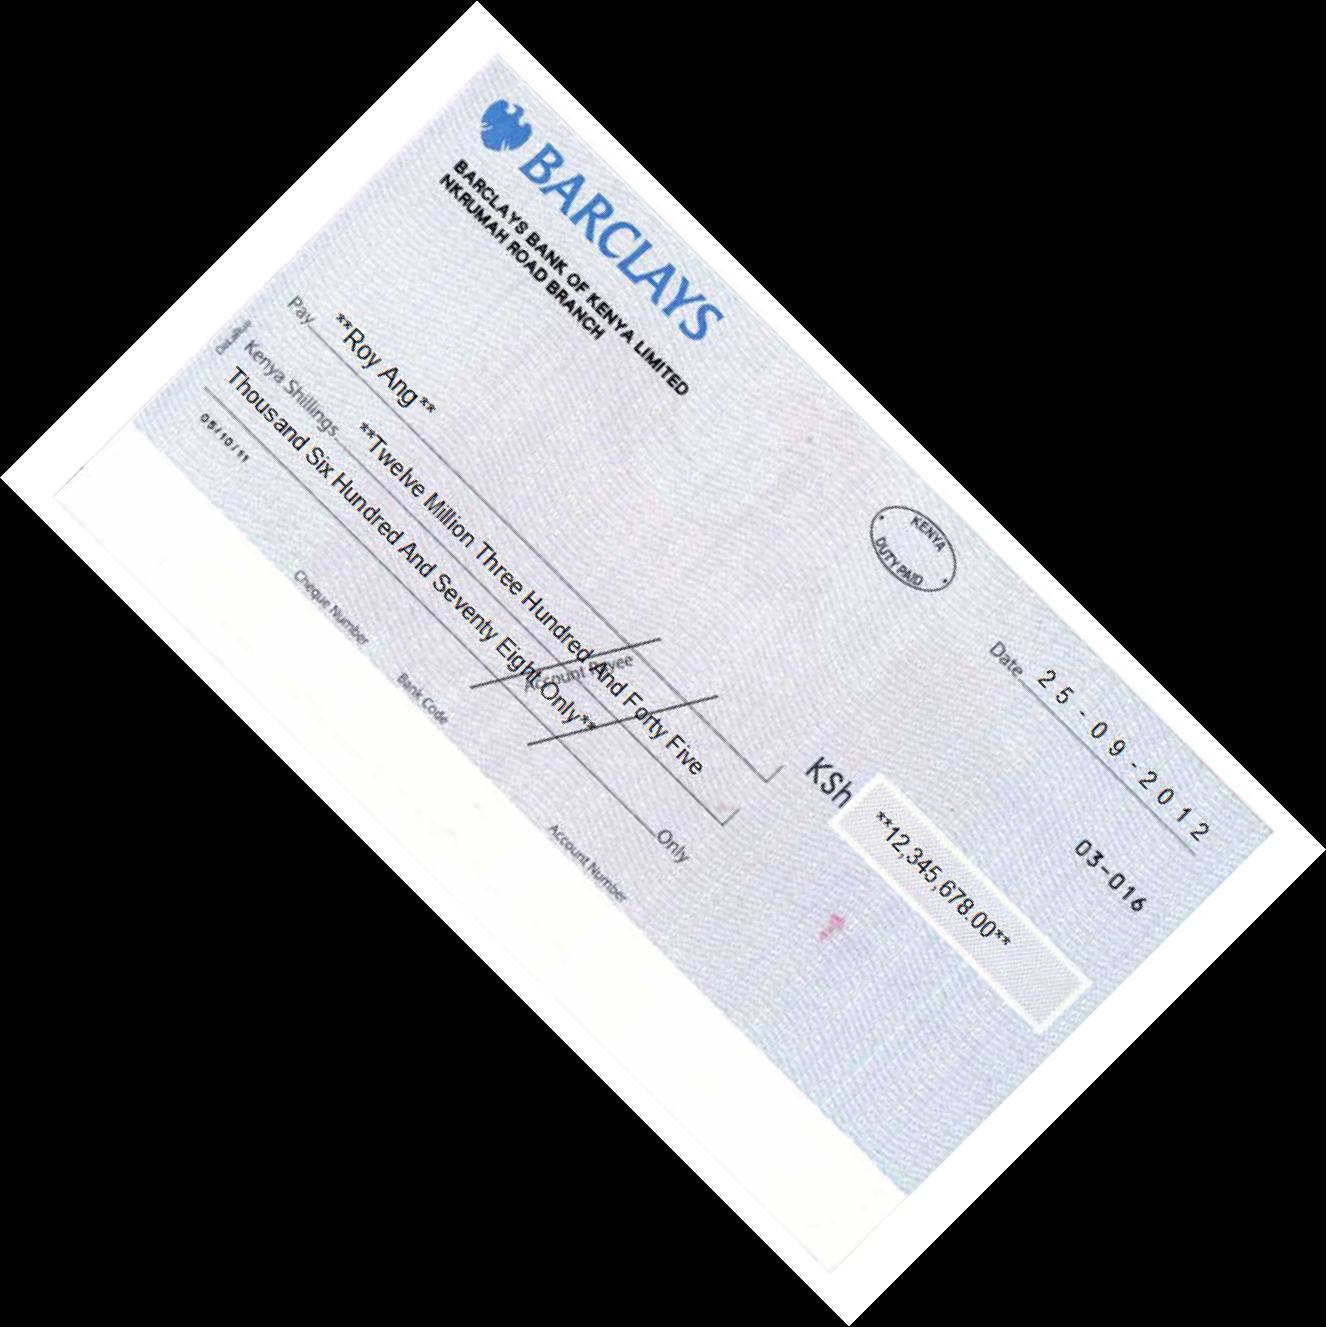 BARCLAYS
BARCLAYS BANK OF KENYA LIMITED
NKRUMAH ROAD BRANCH
KENYA
DUTY PAID
Date 25-09-2012
03-016
Pay **Roy Ang**
Kenya Shillings **Twelve Million Three Hundred And Forty Five
Thousand Six Hundred And Seventy Eight Only**
Only
KSh **12,345,678.00**
Account Payee
05/10/11
Cheque Number
Bank Code
Account Number